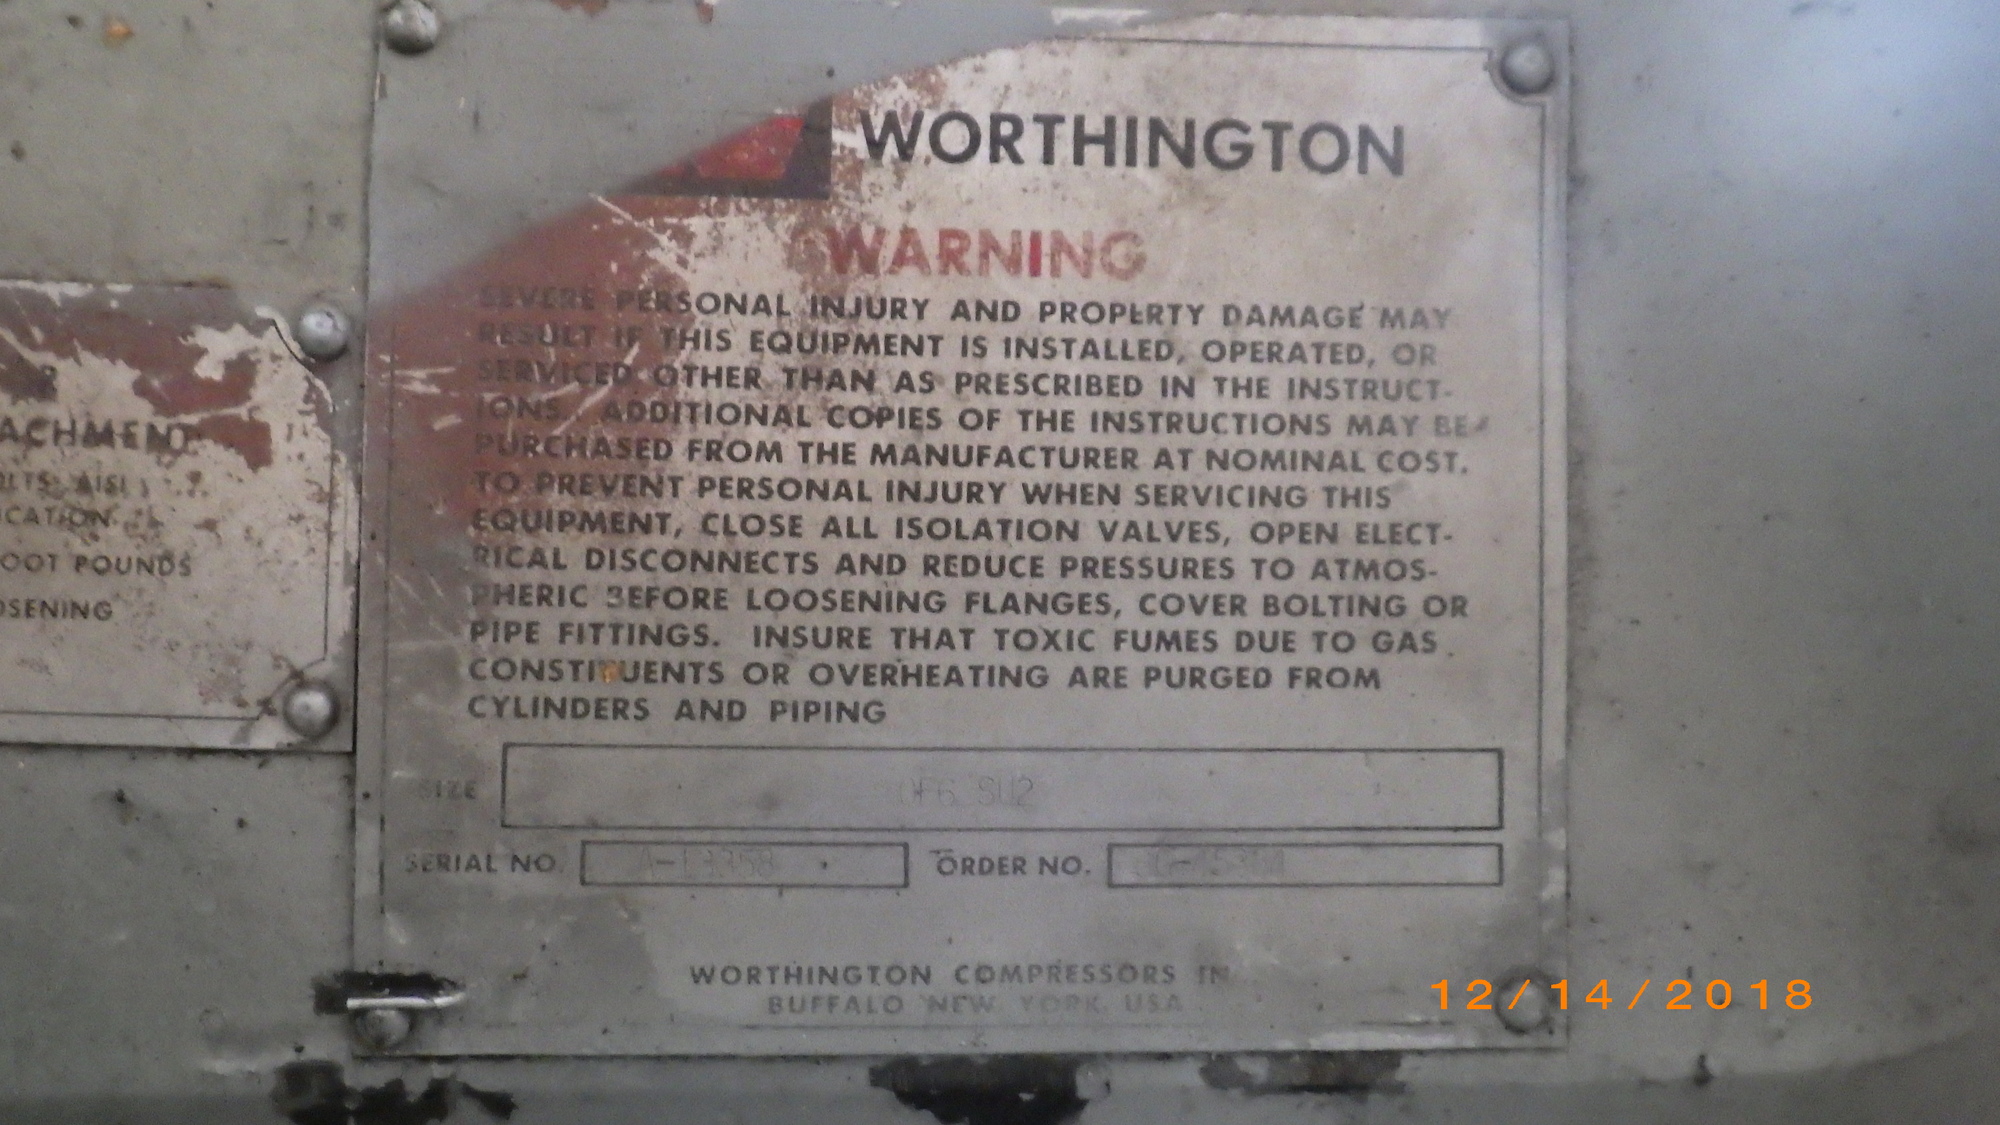 WORTHINGTON
WARNING
SEVERE PERSONAL INJURY AND PROPERTY DAMAGE MAY
RESULT IF THIS EQUIPMENT IS INSTALLED, OPERATED, OR
SERVICED OTHER THAN AS PRESCRIBED IN THE INSTRUCT-
IONS. ADDITIONAL COPIES OF THE INSTRUCTIONS MAY BE
PURCHASED FROM THE MANUFACTURER AT NOMINAL COST.
TO PREVENT PERSONAL INJURY WHEN SERVICING THIS
EQUIPMENT, CLOSE ALL ISOLATION VALVES, OPEN ELECT-
RICAL DISCONNECTS AND REDUCE PRESSURES TO ATMOS-
PHERIC BEFORE LOOSENING FLANGES, COVER BOLTING OR
PIPE FITTINGS. INSURE THAT TOXIC FUMES DUE TO GAS
CONSTITUENTS OR OVERHEATING ARE PURGED FROM
CYLINDERS AND PIPING
SIZE
SERIAL NO. ORDER NO.
WORTHINGTON COMPRESSORS IN
BUFFALO NEW YORK, USA
ACHMENT
LTS AISI
ICATION
OOT POUNDS
OSENING
12/14/2018